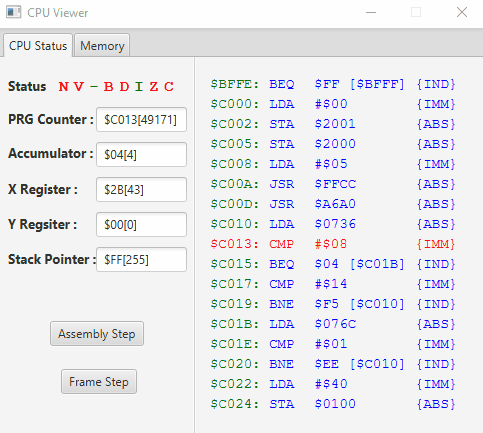 CPU Viewer
CPU Status Memory
Status N V - B D I Z C
PRG Counter : $C013[49171]
Accumulator : $04[4]
X Register : $2B[43]
Y Regsiter : $00[0]
Stack Pointer : $FF[255]
Assembly Step
Frame Step
$BFFE: BEQ $FF [$BFFF] {IND}
$C000: LDA #$00 {IMM}
$C002: STA $2001 {ABS}
$C005: STA $2000 {ABS}
$C008: LDA #$05 {IMM}
$C00A: JSR $FFCC {ABS}
$C00D: JSR $A6A0 {ABS}
$C010: LDA $0736 {ABS}
$C013: CMP #$08 {IMM}
$C015: BEQ $04 [$C01B] {IND}
$C017: CMP #$14 {IMM}
$C019: BNE $F5 [$C010] {IND}
$C01B: LDA $076C {ABS}
$C01E: CMP #$01 {IMM}
$C020: BNE $EE [$C010] {IND}
$C022: LDA #$40 {IMM}
$C024: STA $0100 {ABS}